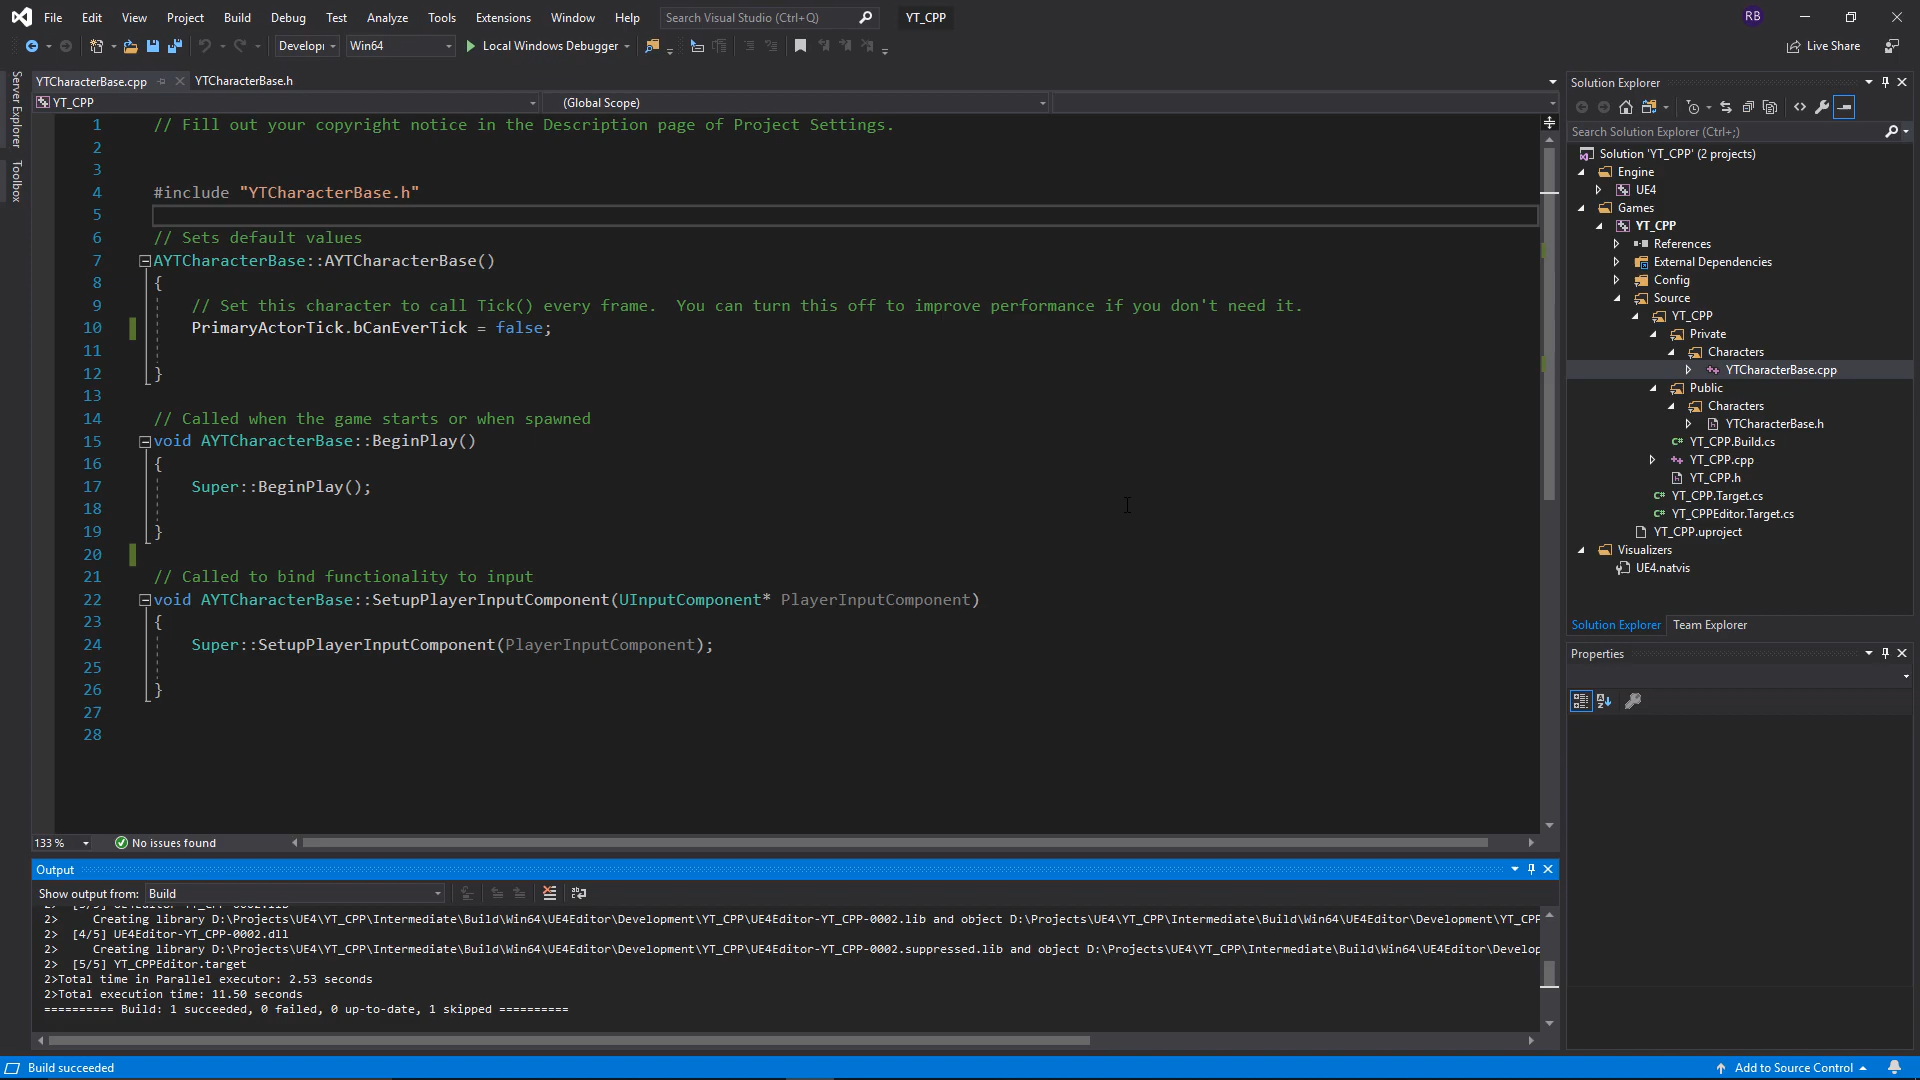 File Edit View Project Build Debug Test Analyze Tools Extensions Window Help Search Visual Studio (Ctrl+Q) YT_CPP RB
Develop Win64 Local Windows Debugger Live Share
Server Explorer
Toolbox
YTCharacterBase.cpp YTCharacterBase.h
YT_CPP (Global Scope)
1 // Fill out your copyright notice in the Description page of Project Settings.
2
3
4 #include "YTCharacterBase.h"
5
6 // Sets default values
7 AYTCharacterBase::AYTCharacterBase()
8 {
9 // Set this character to call Tick() every frame.  You can turn this off to improve performance if you don't need it.
10 PrimaryActorTick.bCanEverTick = false;
11
12 }
13
14 // Called when the game starts or when spawned
15 void AYTCharacterBase::BeginPlay()
16 {
17 Super::BeginPlay();
18
19 }
20
21 // Called to bind functionality to input
22 void AYTCharacterBase::SetupPlayerInputComponent(UInputComponent* PlayerInputComponent)
23 {
24 Super::SetupPlayerInputComponent(PlayerInputComponent);
25
26 }
27
28
133 % No issues found
Output
Show output from: Build
2> [3/5] UE4Editor-YT_CPP-0002.lib
2> Creating library D:\Projects\UE4\YT_CPP\Intermediate\Build\Win64\UE4Editor\Development\YT_CPP\UE4Editor-YT_CPP-0002.lib and object D:\Projects\UE4\YT_CPP\Intermediate\Build\Win64\UE4Editor\Development\YT_CPP
2> [4/5] UE4Editor-YT_CPP-0002.dll
2> Creating library D:\Projects\UE4\YT_CPP\Intermediate\Build\Win64\UE4Editor\Development\YT_CPP\UE4Editor-YT_CPP-0002.suppressed.lib and object D:\Projects\UE4\YT_CPP\Intermediate\Build\Win64\UE4Editor\Develop
2> [5/5] YT_CPPEditor.target
2>Total time in Parallel executor: 2.53 seconds
2>Total execution time: 11.50 seconds
========== Build: 1 succeeded, 0 failed, 0 up-to-date, 1 skipped ==========
Solution Explorer
Search Solution Explorer (Ctrl+;)
Solution 'YT_CPP' (2 projects)
Engine
UE4
Games
YT_CPP
References
External Dependencies
Config
Source
YT_CPP
Private
Characters
YTCharacterBase.cpp
Public
Characters
YTCharacterBase.h
YT_CPP.Build.cs
YT_CPP.cpp
YT_CPP.h
YT_CPP.Target.cs
YT_CPPEditor.Target.cs
YT_CPP.uproject
Visualizers
UE4.natvis
Solution Explorer Team Explorer
Properties
Build succeeded Add to Source Control